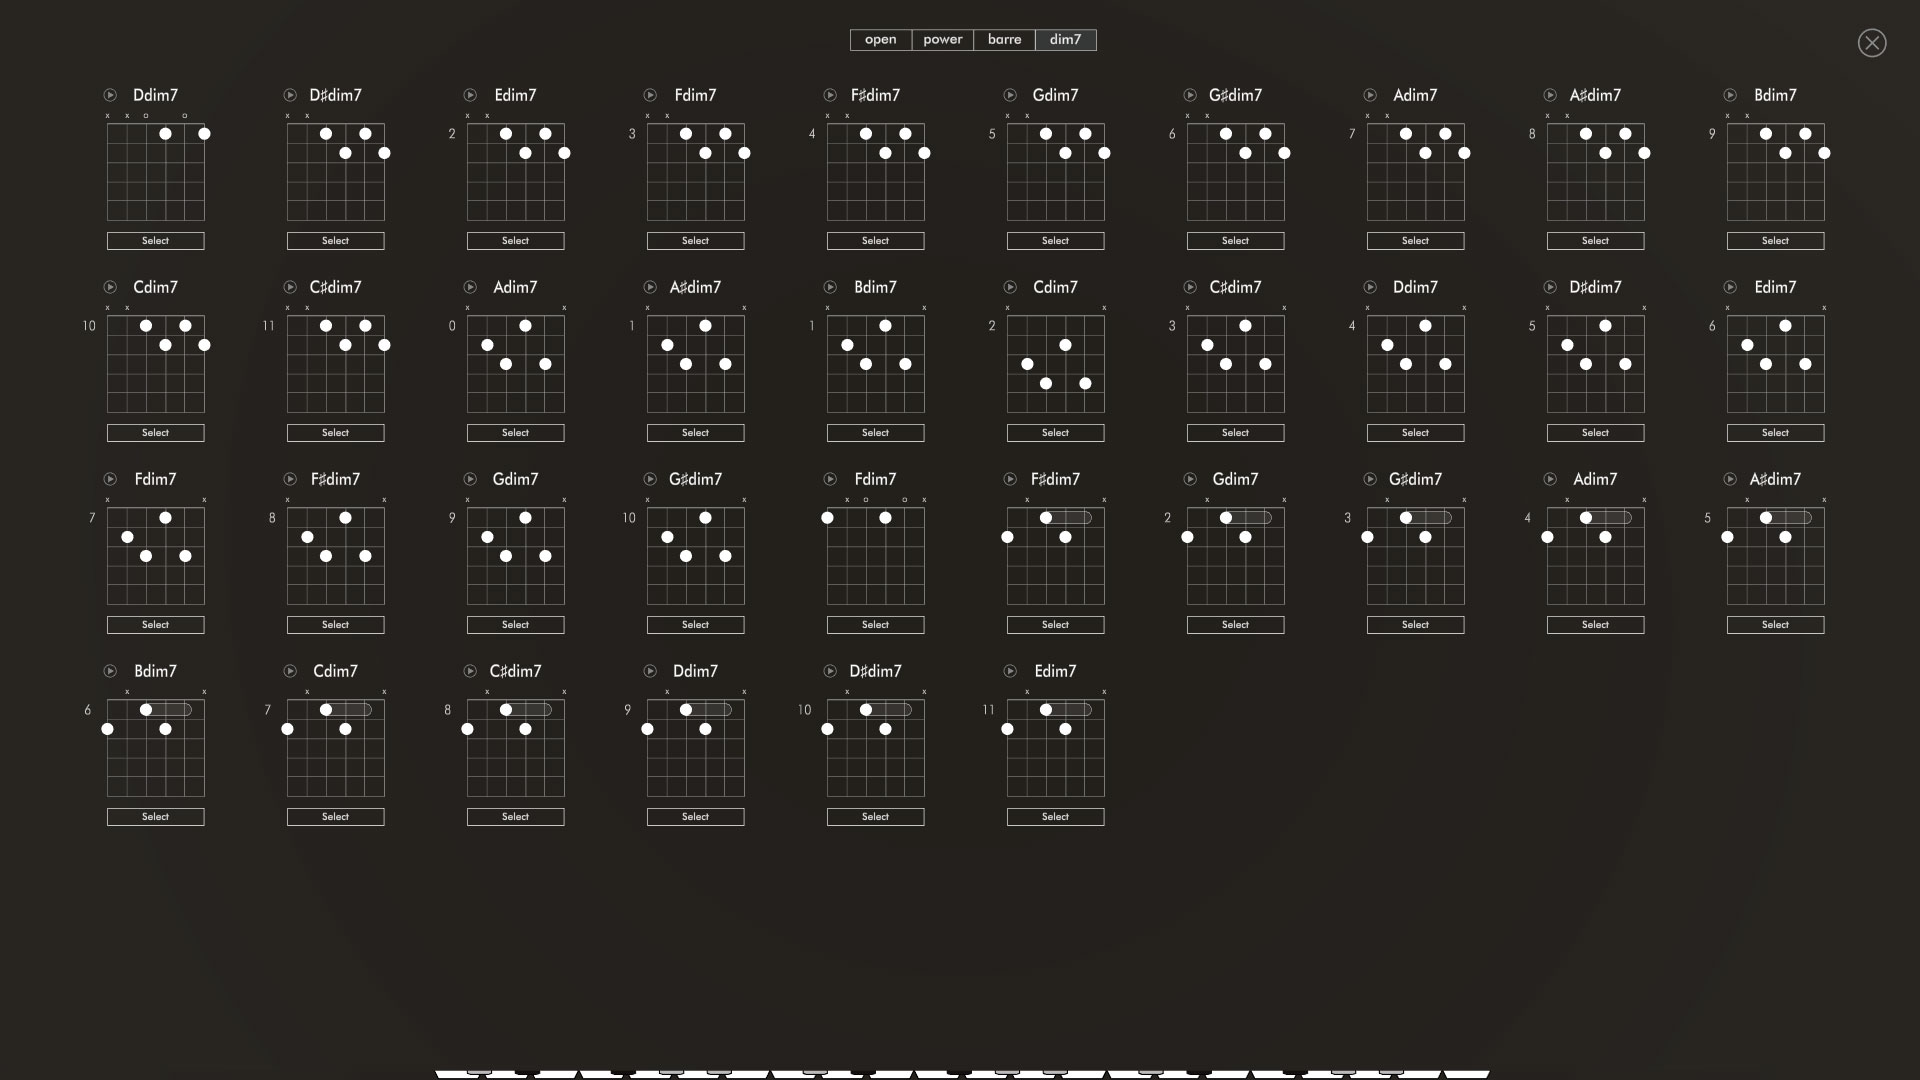 open power barre dim7
Ddim7 D♯dim7 Edim7 Fdim7 F♯dim7 Gdim7 G♯dim7 Adim7 A♯dim7 Bdim7
x x o o x x x x x x x x x x x x x x x x x x
2 3 4 5 6 7 8 9
Select Select Select Select Select Select Select Select Select Select
Cdim7 C♯dim7 Adim7 A♯dim7 Bdim7 Cdim7 C♯dim7 Ddim7 D♯dim7 Edim7
x x x x x x x x x x x x x x x x x x x x
10 11 0 1 1 2 3 4 5 6
Select Select Select Select Select Select Select Select Select Select
Fdim7 F♯dim7 Gdim7 G♯dim7 Fdim7 F♯dim7 Gdim7 G♯dim7 Adim7 A♯dim7
x x x x x x x x x o o x x x x x x x x x x x
7 8 9 10 2 3 4 5
Select Select Select Select Select Select Select Select Select Select
Bdim7 Cdim7 C♯dim7 Ddim7 D♯dim7 Edim7
x x x x x x x x x x x x
6 7 8 9 10 11
Select Select Select Select Select Select